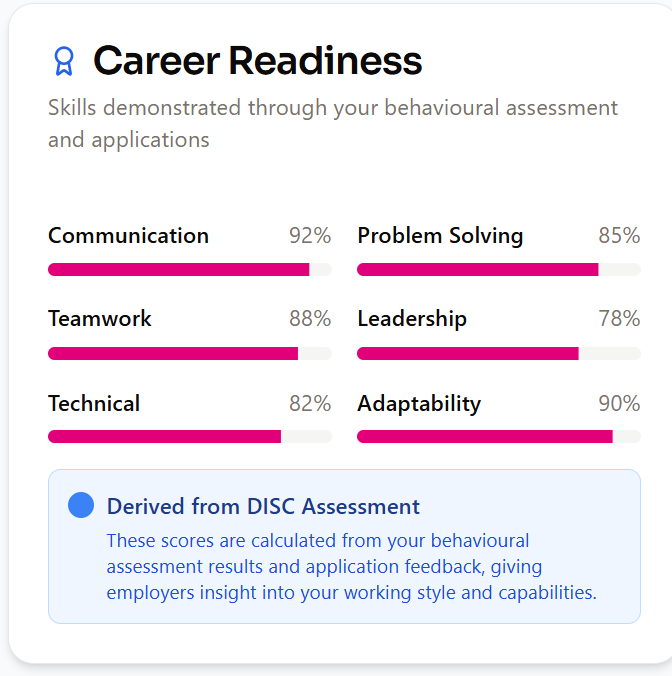 Career Readiness
Skills demonstrated through your behavioural assessment
and applications
Communication 92%
Problem Solving 85%
Teamwork 88%
Leadership 78%
Technical 82%
Adaptability 90%
Derived from DISC Assessment
These scores are calculated from your behavioural
assessment results and application feedback, giving
employers insight into your working style and capabilities.